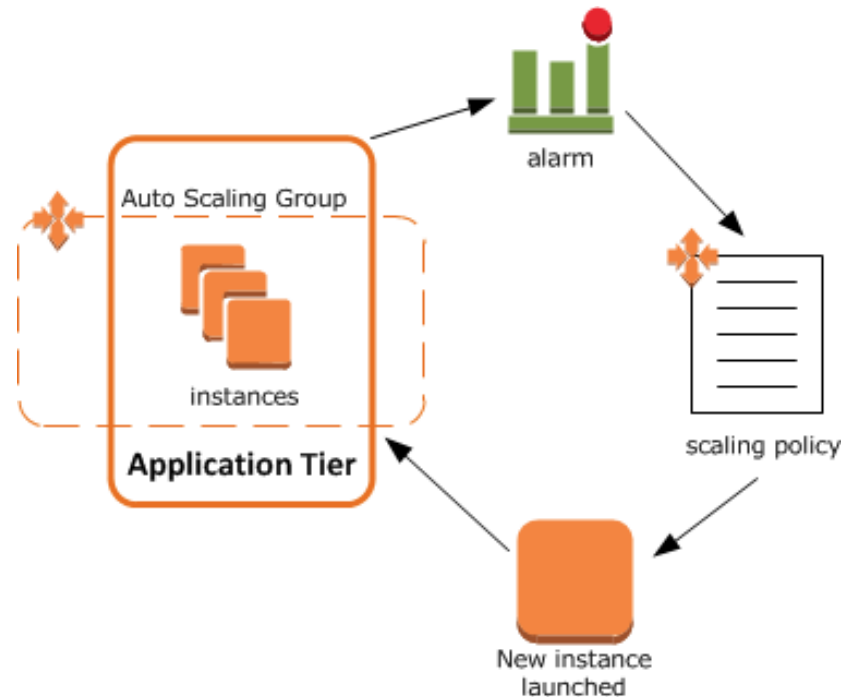 alarm
Auto Scaling Group
instances
Application Tier
scaling policy
New instance
launched